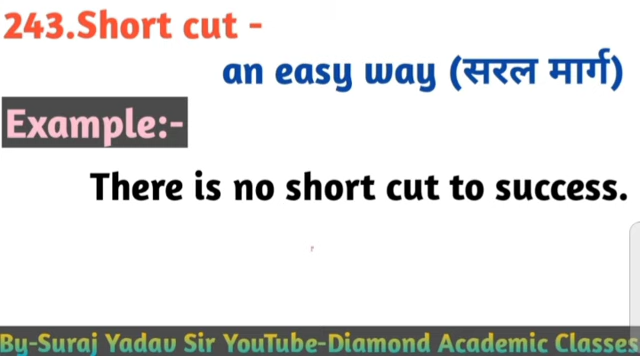 243.Short cut -
an easy way (सरल मार्ग)
Example:-
There is no short cut to success.
By-Suraj Yadav Sir YouTube-Diamond Academic Classes